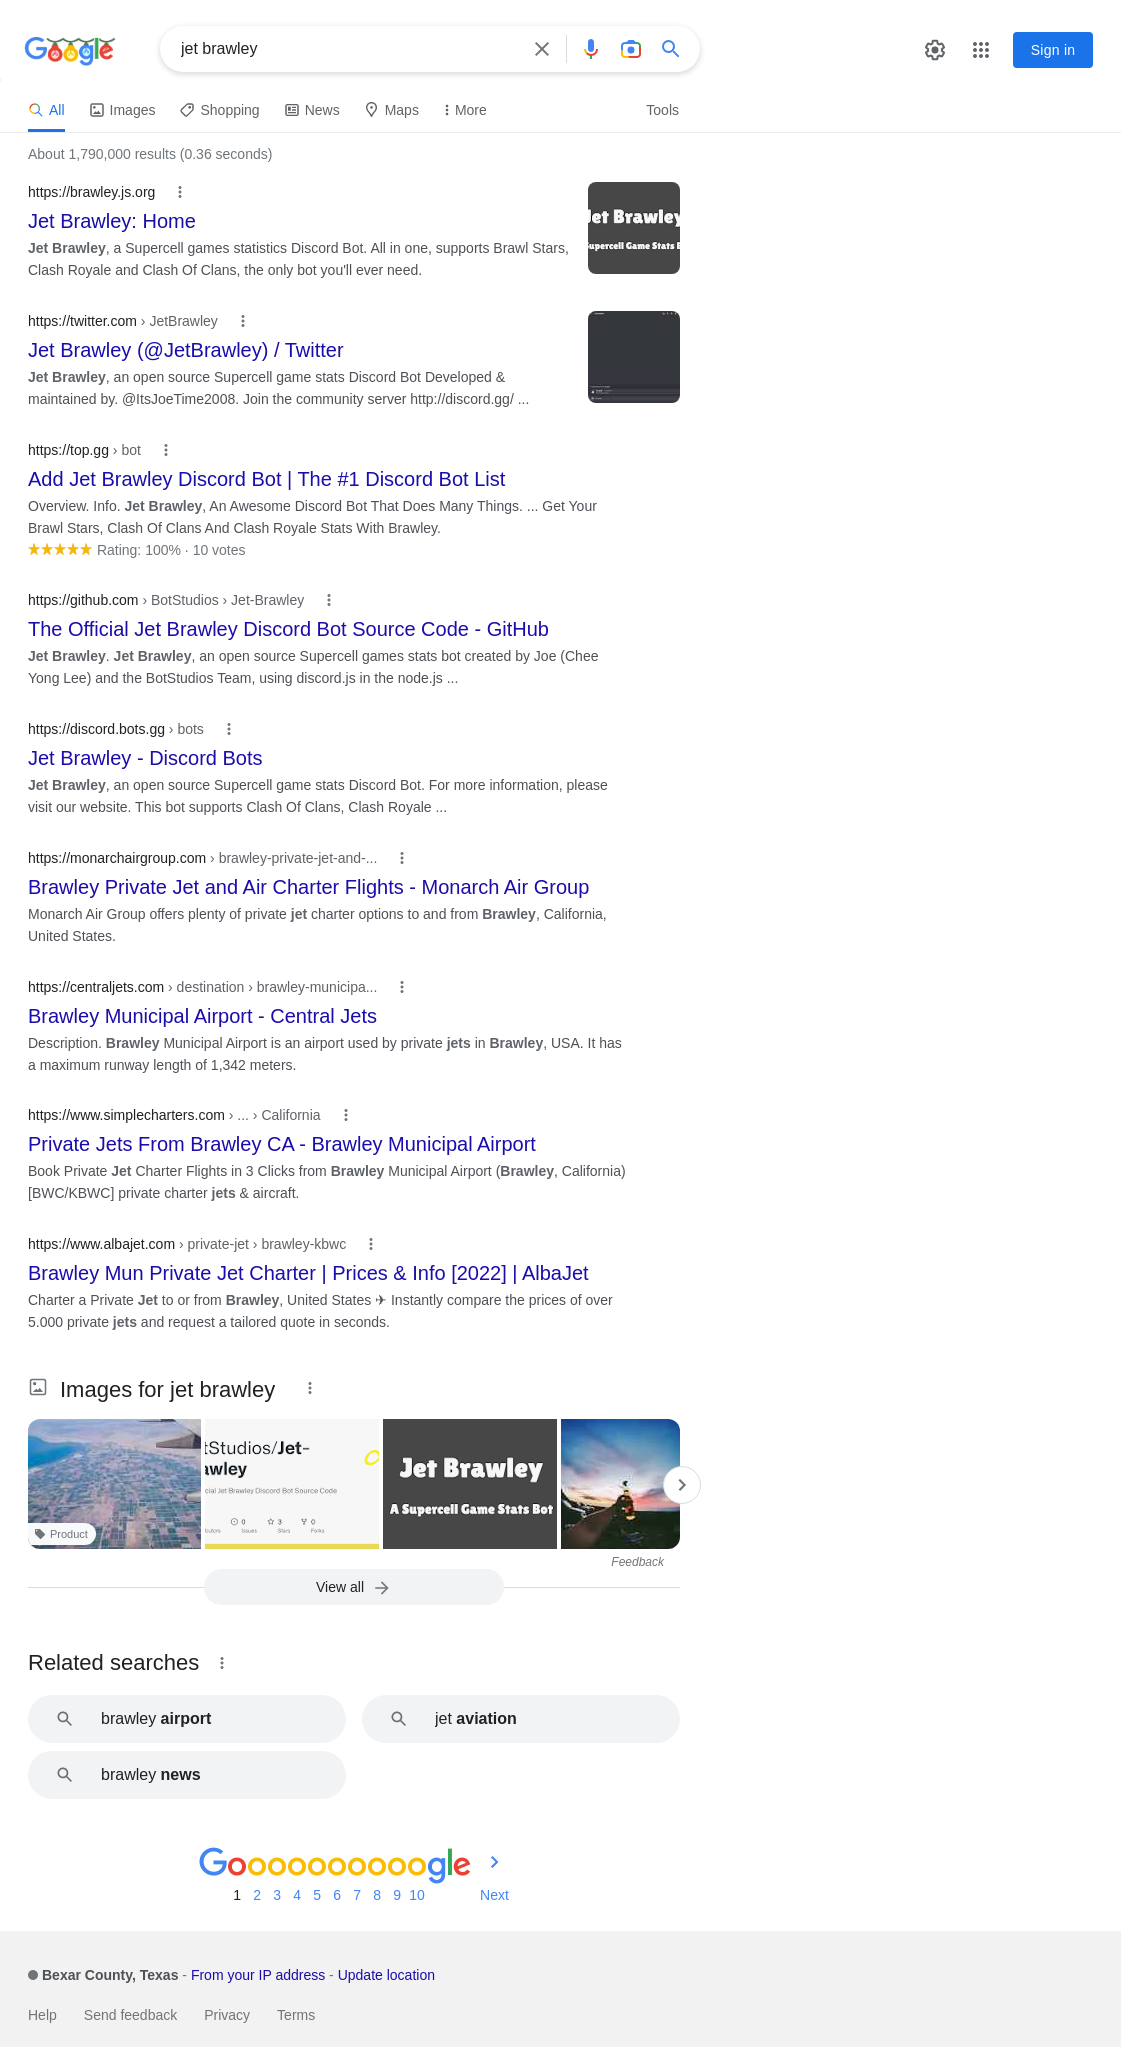 Google
jet brawley
Sign in
All
Images
Shopping
News
Maps
More
Tools
About 1,790,000 results (0.36 seconds)
https://brawley.js.org
Jet Brawley: Home
Jet Brawley, a Supercell games statistics Discord Bot. All in one, supports Brawl Stars,
Clash Royale and Clash Of Clans, the only bot you'll ever need.
Jet Brawley
Supercell Game Stats B
https://twitter.com › JetBrawley
Jet Brawley (@JetBrawley) / Twitter
Jet Brawley, an open source Supercell game stats Discord Bot Developed &
maintained by. @ItsJoeTime2008. Join the community server http://discord.gg/ ...
https://top.gg › bot
Add Jet Brawley Discord Bot | The #1 Discord Bot List
Overview. Info. Jet Brawley, An Awesome Discord Bot That Does Many Things. ... Get Your
Brawl Stars, Clash Of Clans And Clash Royale Stats With Brawley.
Rating: 100% · 10 votes
https://github.com › BotStudios › Jet-Brawley
The Official Jet Brawley Discord Bot Source Code - GitHub
Jet Brawley. Jet Brawley, an open source Supercell games stats bot created by Joe (Chee
Yong Lee) and the BotStudios Team, using discord.js in the node.js ...
https://discord.bots.gg › bots
Jet Brawley - Discord Bots
Jet Brawley, an open source Supercell game stats Discord Bot. For more information, please
visit our website. This bot supports Clash Of Clans, Clash Royale ...
https://monarchairgroup.com › brawley-private-jet-and-...
Brawley Private Jet and Air Charter Flights - Monarch Air Group
Monarch Air Group offers plenty of private jet charter options to and from Brawley, California,
United States.
https://centraljets.com › destination › brawley-municipa...
Brawley Municipal Airport - Central Jets
Description. Brawley Municipal Airport is an airport used by private jets in Brawley, USA. It has
a maximum runway length of 1,342 meters.
https://www.simplecharters.com › ... › California
Private Jets From Brawley CA - Brawley Municipal Airport
Book Private Jet Charter Flights in 3 Clicks from Brawley Municipal Airport (Brawley, California)
[BWC/KBWC] private charter jets & aircraft.
https://www.albajet.com › private-jet › brawley-kbwc
Brawley Mun Private Jet Charter | Prices & Info [2022] | AlbaJet
Charter a Private Jet to or from Brawley, United States ✈ Instantly compare the prices of over
5.000 private jets and request a tailored quote in seconds.
Images for jet brawley
Product
tStudios/Jet-
awley
cial Jet Brawley Discord Bot Source Code
0
3
0
Issues
Stars
Forks
Jet Brawley
A Supercell Game Stats Bot
Feedback
View all
Related searches
brawley airport
jet aviation
brawley news
Goooooooooogle
1 2 3 4 5 6 7 8 9 10 Next
Bexar County, Texas - From your IP address - Update location
Help
Send feedback
Privacy
Terms